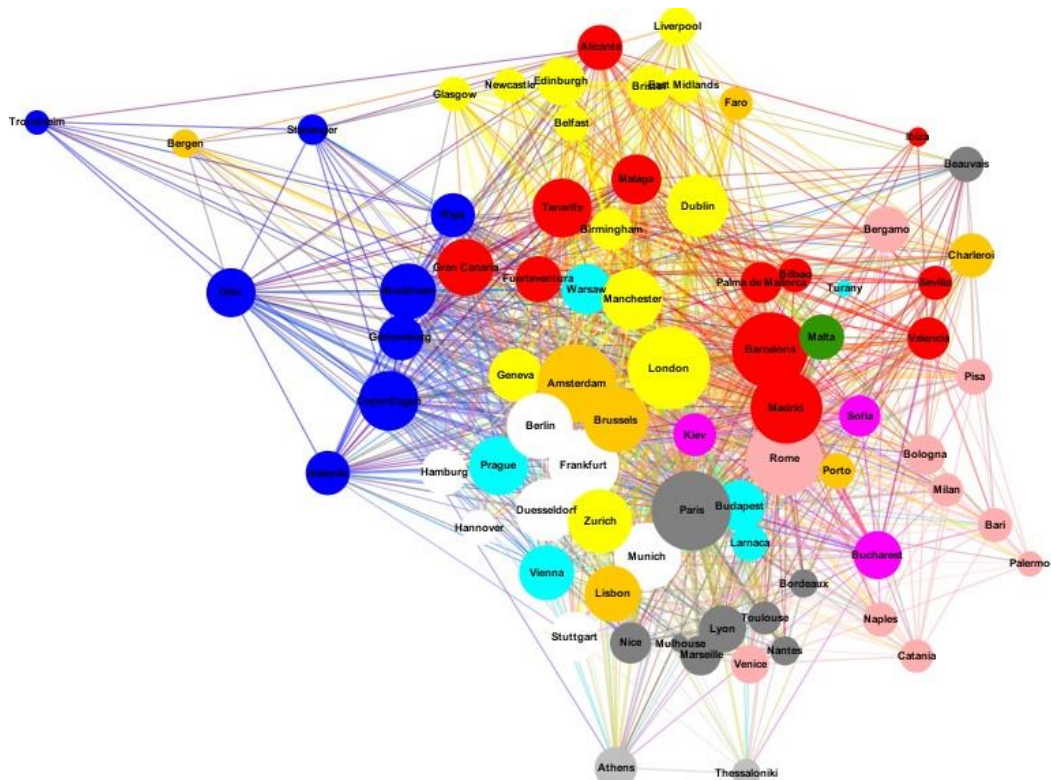 Liverpool
Alicante
Newcastle
Edinburgh
Bristol
East Midlands
Glasgow
Faro
Trondheim
Belfast
Stavanger
Bergen
Ibiza
Beauvais
Malaga
Tenerife
Dublin
Riga
Birmingham
Bergamo
Charleroi
Gran Canaria
Fuerteventura
Bilbao
Warsaw
Palma de Mallorca
Turany
Sevilla
Oslo
Stockholm
Manchester
Gothenburg
Malta
Valencia
Barcelona
London
Geneva
Amsterdam
Pisa
Copenhagen
Madrid
Sofia
Brussels
Berlin
Kiev
Bologna
Rome
Helsinki
Hamburg
Prague
Frankfurt
Porto
Milan
Duesseldorf
Paris
Budapest
Hannover
Zurich
Bari
Larnaca
Munich
Bucharest
Palermo
Vienna
Bordeaux
Lisbon
Toulouse
Naples
Lyon
Stuttgart
Nice
Mulhouse
Nantes
Marseille
Venice
Catania
Athens
Thessaloniki